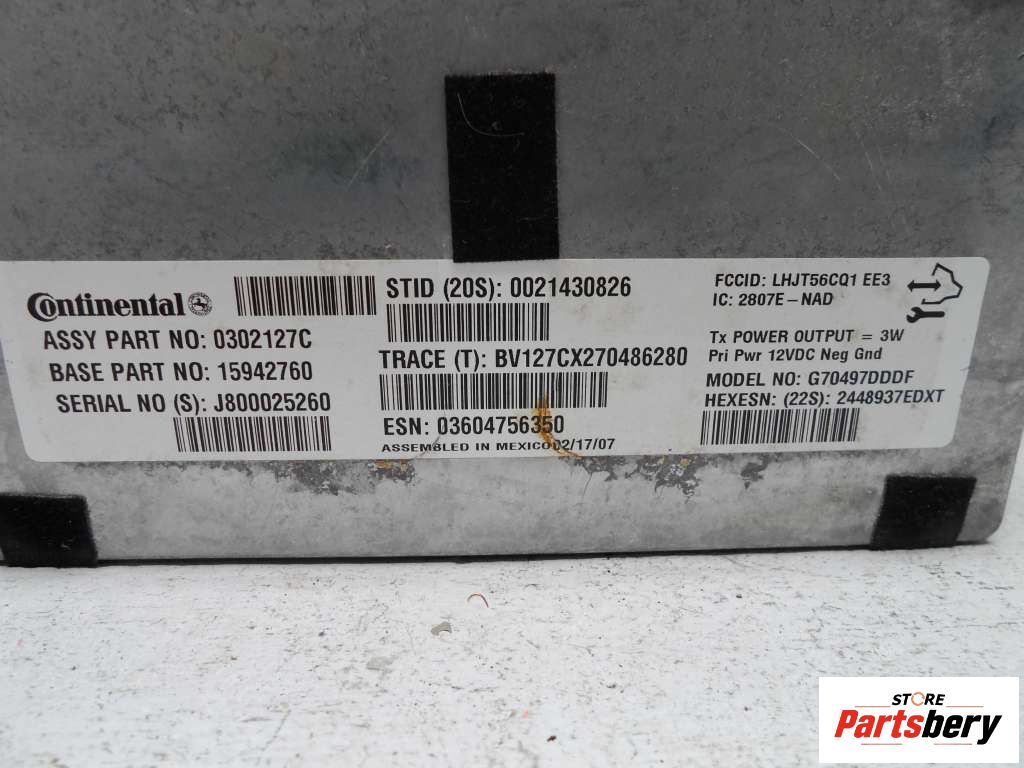 Continental
ASSY PART NO: 0302127C
BASE PART NO: 15942760
SERIAL NO (S): J800025260
STID (20S): 0021430826
TRACE (T): BV127CX270486280
ESN: 03604756350
ASSEMBLED IN MEXICO02/17/07
FCCID: LHJT56CQ1 EE3
IC: 2807E-NAD
Tx POWER OUTPUT = 3W
Pri Pwr 12VDC Neg Gnd
MODEL NO: G70497DDDF
HEXESN: (22S): 2448937EDXT
STORE
Partsbery